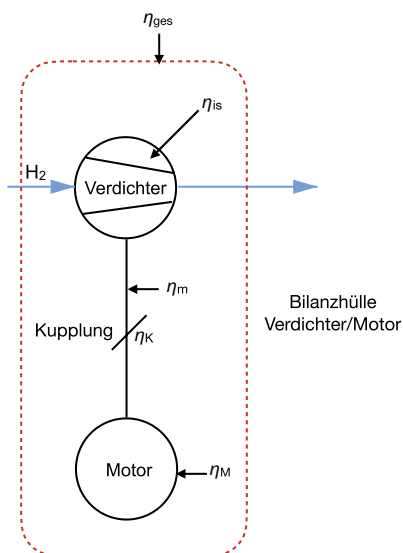 ηges
ηis
H2
Verdichter
ηm
Bilanzhülle
Verdichter/Motor
Kupplung
ηK
Motor
ηM